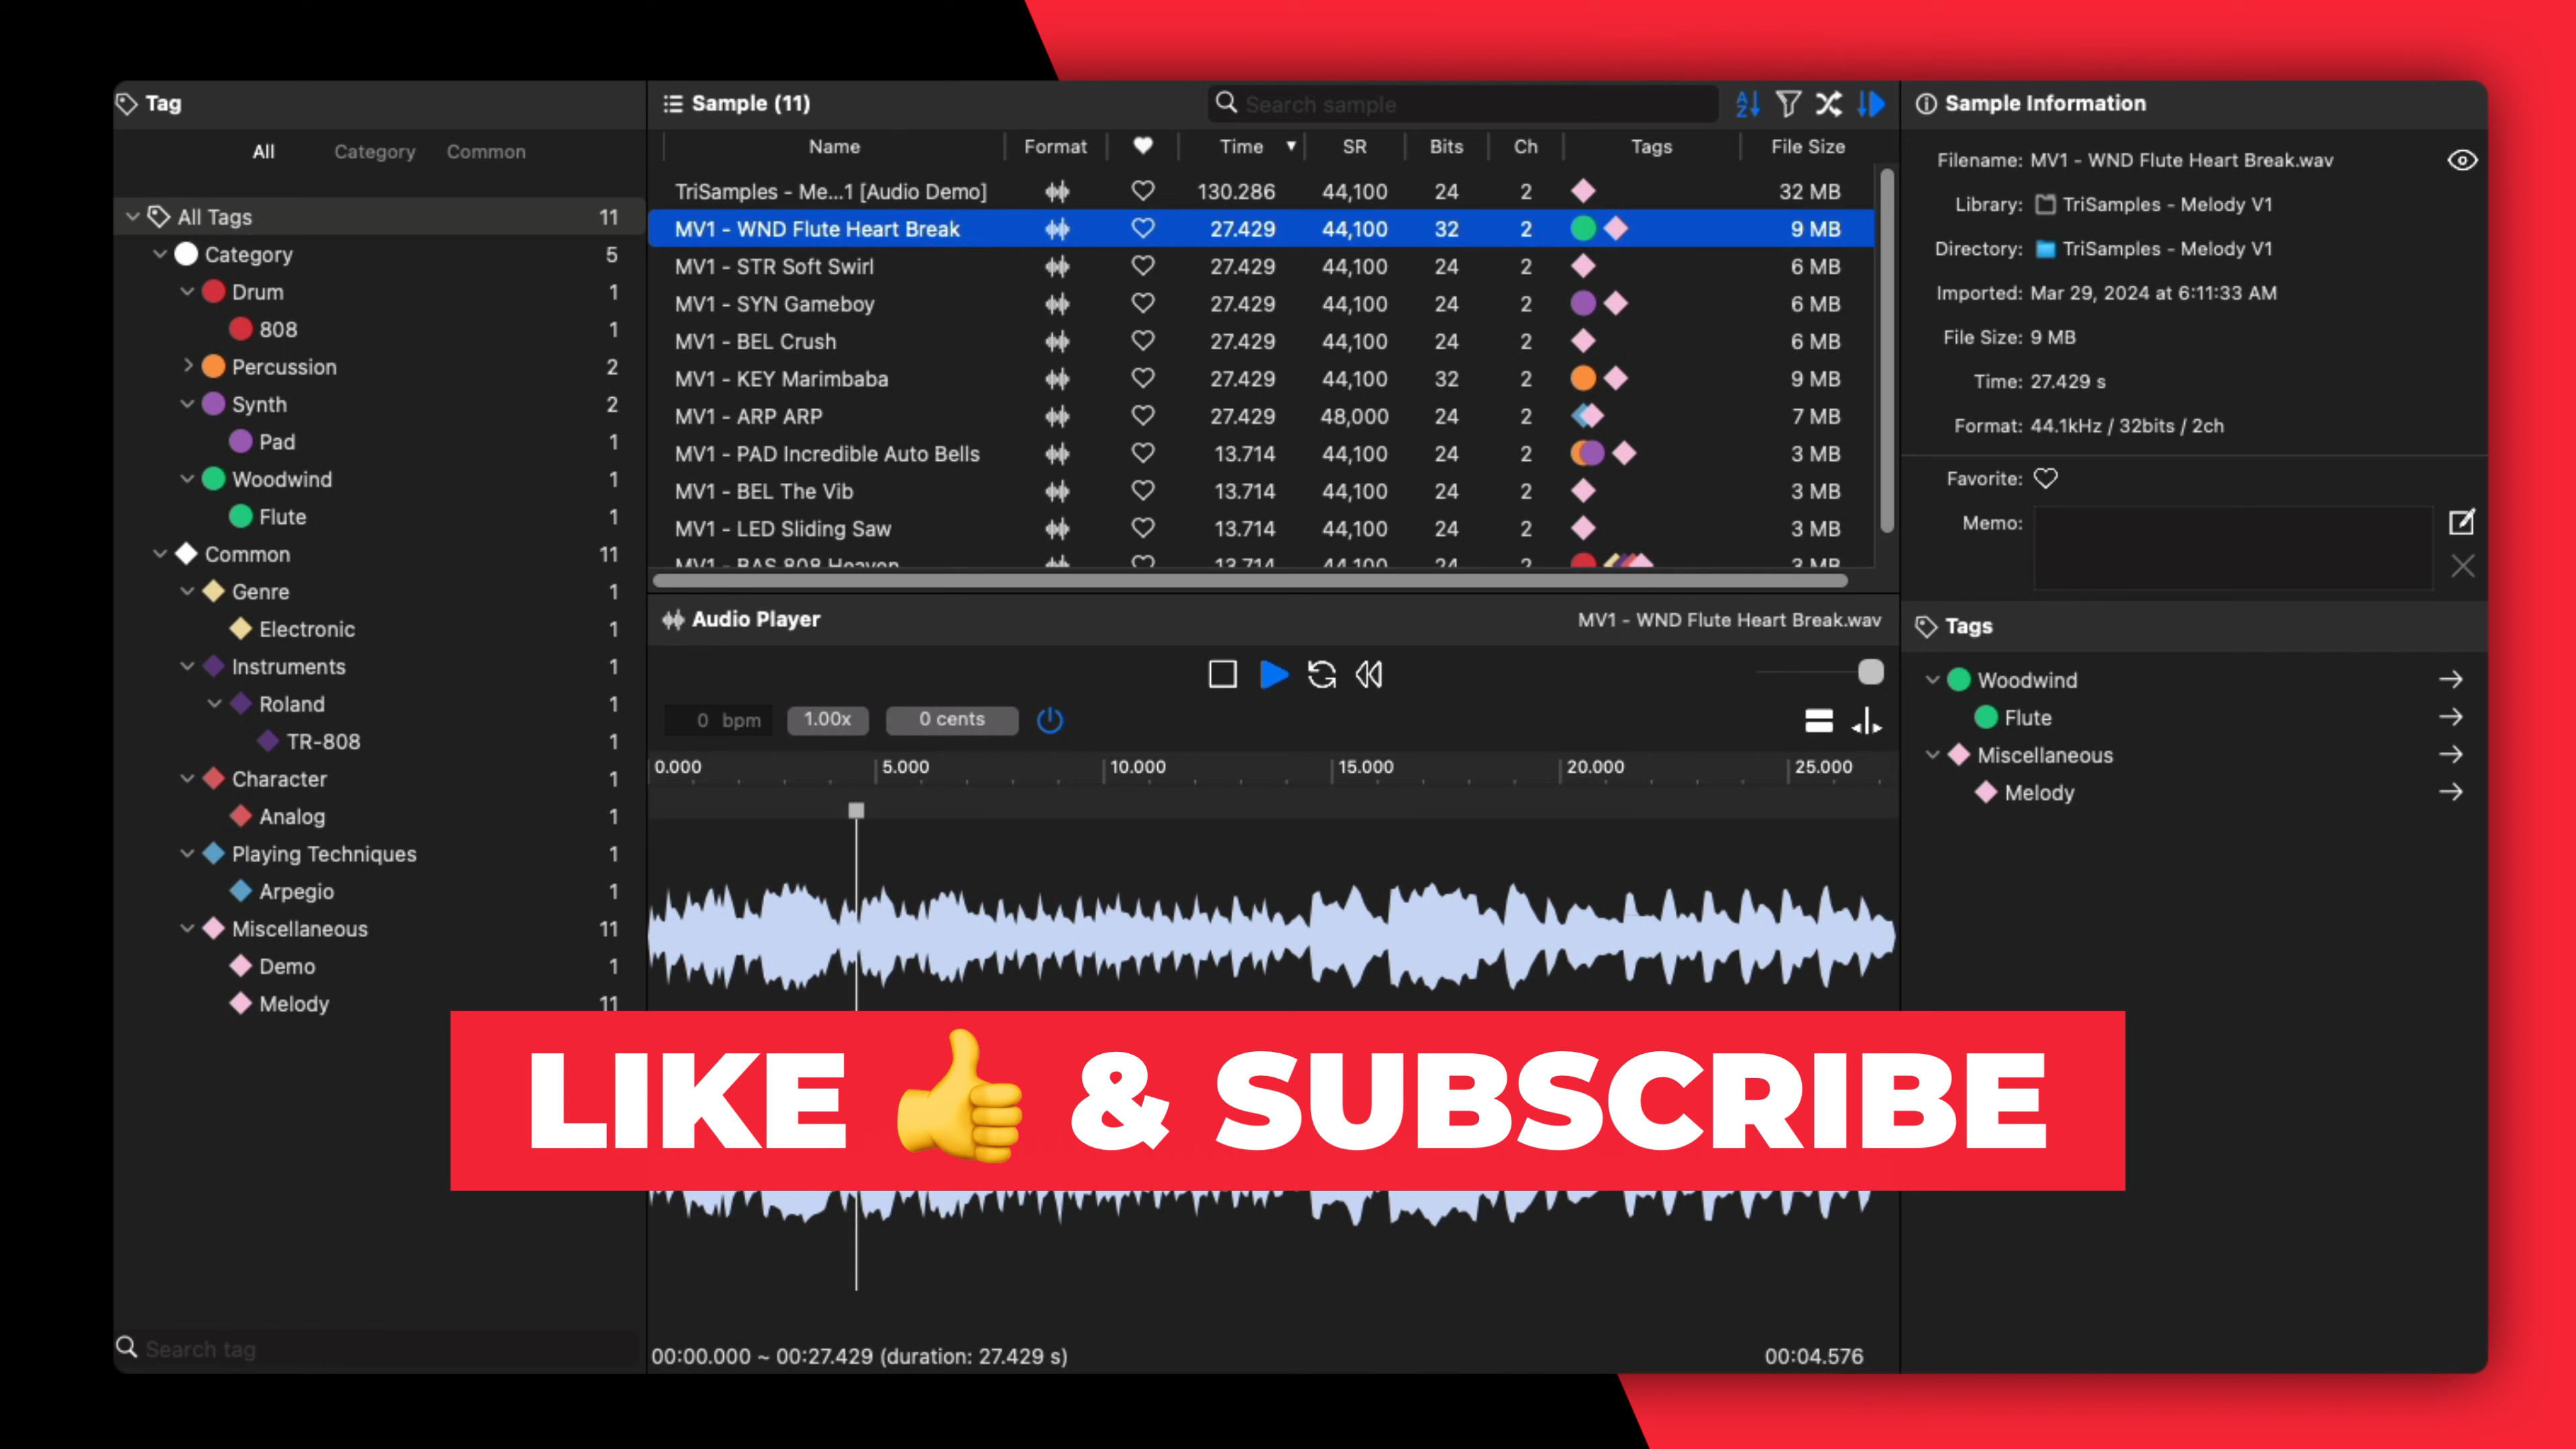 Tag
All Category Common
All Tags 11
Category 5
Drum 1
808 1
Percussion 2
Synth 2
Pad 1
Woodwind 1
Flute 1
Common 11
Genre 1
Electronic 1
Instruments 1
Roland 1
TR-808 1
Character 1
Analog 1
Playing Techniques 1
Arpegio 1
Miscellaneous 11
Demo 1
Melody 11
Search tag
Sample (11) Search sample
Name Format Time SR Bits Ch Tags File Size
TriSamples - Me...1 [Audio Demo] 130.286 44,100 24 2 32 MB
MV1 - WND Flute Heart Break 27.429 44,100 32 2 9 MB
MV1 - STR Soft Swirl 27.429 44,100 24 2 6 MB
MV1 - SYN Gameboy 27.429 44,100 24 2 6 MB
MV1 - BEL Crush 27.429 44,100 24 2 6 MB
MV1 - KEY Marimbaba 27.429 44,100 32 2 9 MB
MV1 - ARP ARP 27.429 48,000 24 2 7 MB
MV1 - PAD Incredible Auto Bells 13.714 44,100 24 2 3 MB
MV1 - BEL The Vib 13.714 44,100 24 2 3 MB
MV1 - LED Sliding Saw 13.714 44,100 24 2 3 MB
MV1 - BAS 808 Heaven 13.714 44,100 24 2 3 MB
Audio Player MV1 - WND Flute Heart Break.wav
0 bpm 1.00x 0 cents
0.000 5.000 10.000 15.000 20.000 25.000
LIKE 👍 & SUBSCRIBE
00:00.000 ~ 00:27.429 (duration: 27.429 s) 00:04.576
Sample Information
Filename: MV1 - WND Flute Heart Break.wav
Library: TriSamples - Melody V1
Directory: TriSamples - Melody V1
Imported: Mar 29, 2024 at 6:11:33 AM
File Size: 9 MB
Time: 27.429 s
Format: 44.1kHz / 32bits / 2ch
Favorite:
Memo:
Tags
Woodwind
Flute
Miscellaneous
Melody